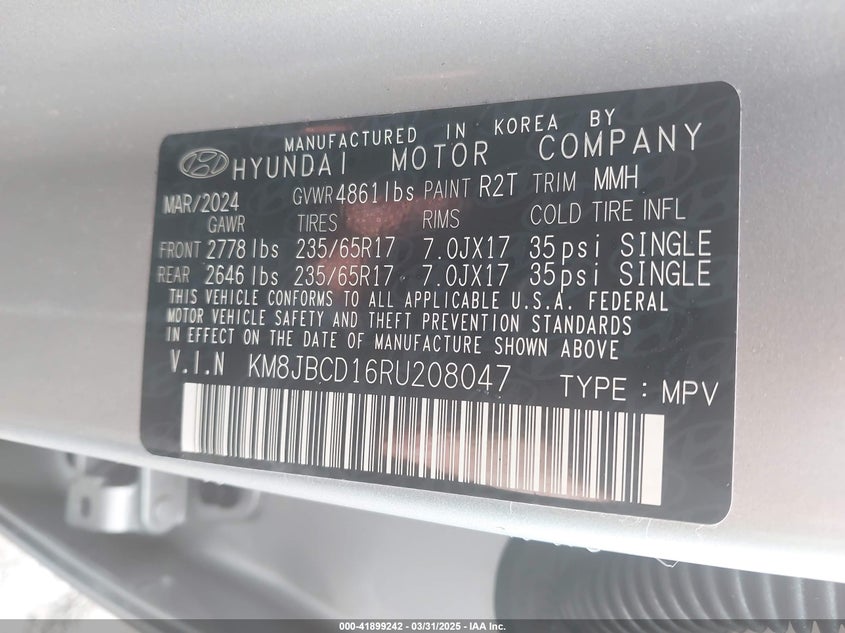 MANUFACTURED IN KOREA BY
HYUNDAI MOTOR COMPANY
MAR/2024 GVWR 4861lbs PAINT R2T TRIM MMH
GAWR TIRES RIMS COLD TIRE INFL
FRONT 2778lbs 235/65R17 7.0JX17 35psi SINGLE
REAR 2646lbs 235/65R17 7.0JX17 35psi SINGLE
THIS VEHICLE CONFORMS TO ALL APPLICABLE U.S.A. FEDERAL
MOTOR VEHICLE SAFETY AND THEFT PREVENTION STANDARDS
IN EFFECT ON THE DATE OF MANUFACTURE SHOWN ABOVE
V.I.N KM8JBCD16RU208047 TYPE : MPV
000-41899242 - 03/31/2025 - IAA Inc.